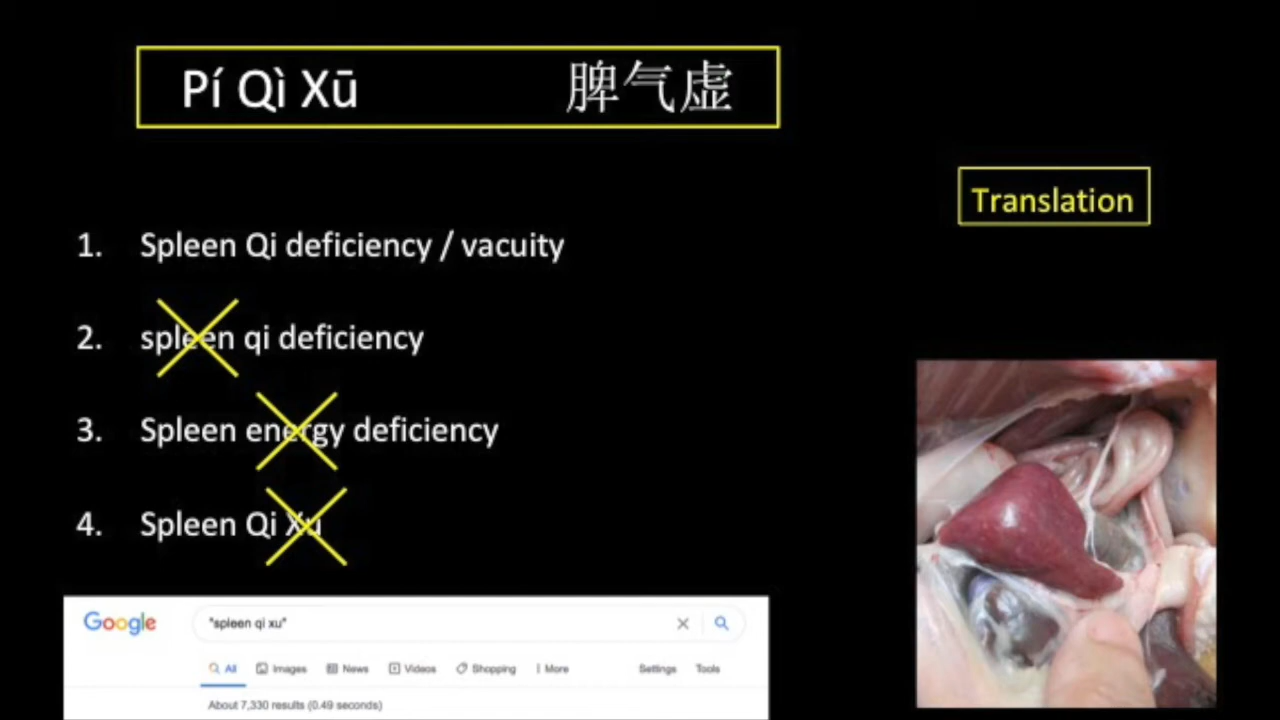 Pí Qì Xū 脾气虚
Translation
1. Spleen Qi deficiency / vacuity
2. spleen qi deficiency
3. Spleen energy deficiency
4. Spleen Qi Xu
Google "spleen qi xu"
All Images News Videos Shopping More Settings Tools
About 7,330 results (0.49 seconds)